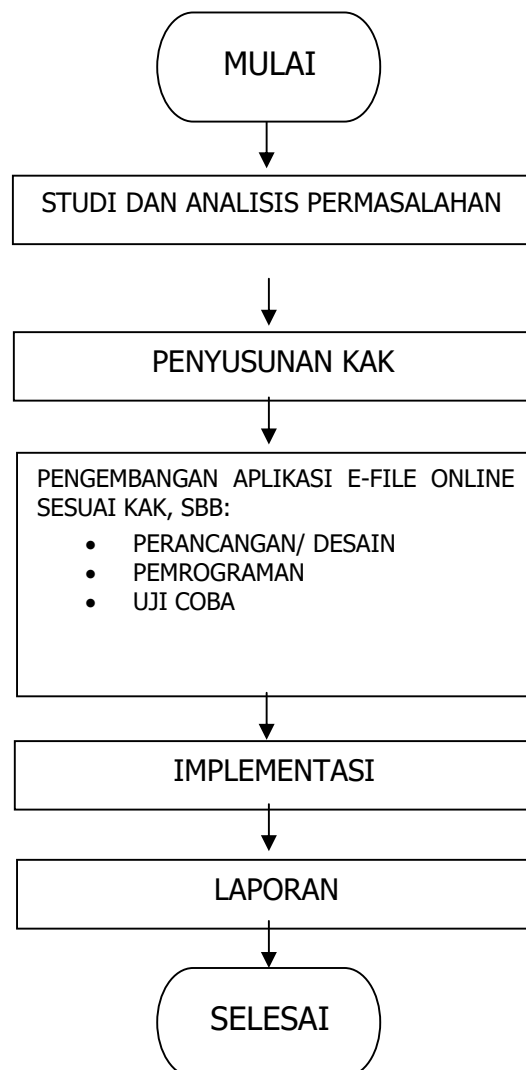 MULAI
STUDI DAN ANALISIS PERMASALAHAN
PENYUSUNAN KAK
PENGEMBANGAN APLIKASI E-FILE ONLINE
SESUAI KAK, SBB:
• PERANCANGAN/ DESAIN
• PEMROGRAMAN
• UJI COBA
IMPLEMENTASI
LAPORAN
SELESAI